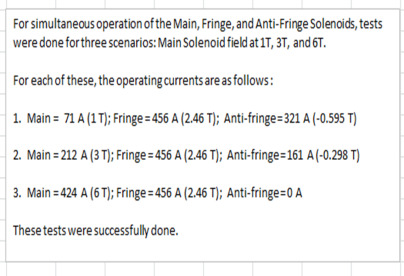 For simultaneous operation of the Main, Fringe, and Anti-Fringe Solenoids, tests
were done for three scenarios: Main Solenoid field at 1T, 3T, and 6T.
For each of these, the operating currents are as follows:
1. Main = 71 A (1 T); Fringe = 456 A (2.46 T); Anti-fringe=321 A (-0.595 T)
2. Main = 212 A (3 T); Fringe = 456 A (2.46 T); Anti-fringe=161 A (-0.298 T)
3. Main = 424 A (6 T); Fringe = 456 A (2.46 T); Anti-fringe=0 A
These tests were successfully done.